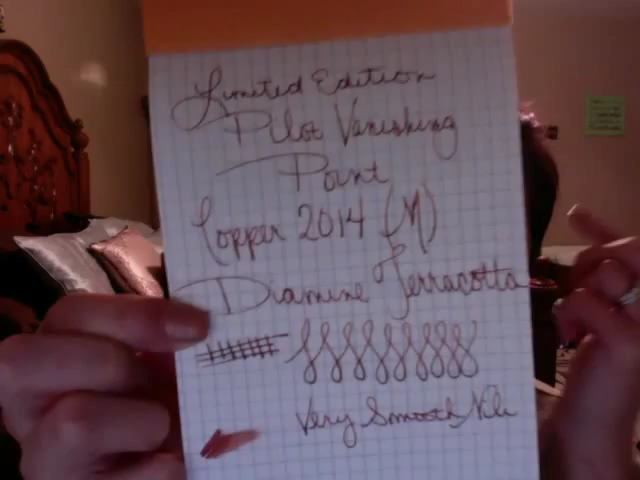 Limited Edition
Pilot Vanishing
Point
Copper 2014 (M)
Diamine Terracotta
Very Smooth Nib